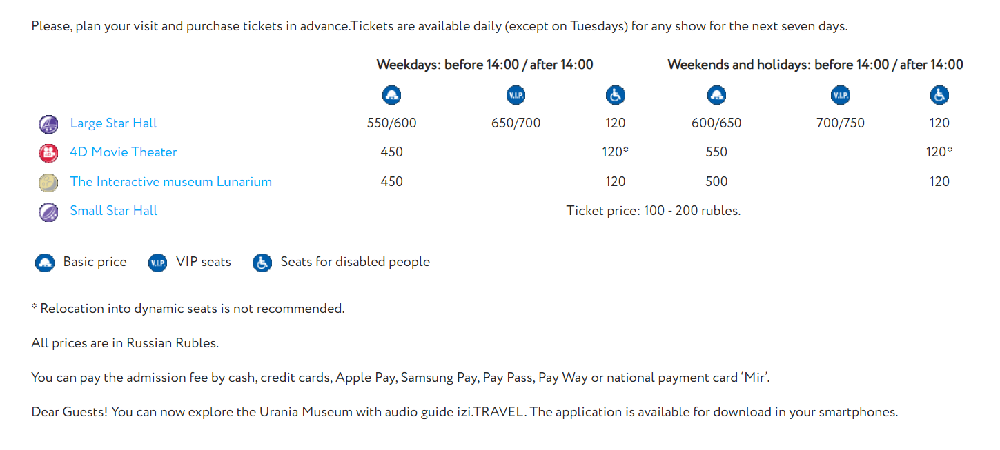 Please, plan your visit and purchase tickets in advance.Tickets are available daily (except on Tuesdays) for any show for the next seven days.
Weekdays: before 14:00 / after 14:00 Weekends and holidays: before 14:00 / after 14:00
V.I.P. V.I.P.
Large Star Hall 550/600 650/700 120 600/650 700/750 120
4D Movie Theater 450 120* 550 120*
The Interactive museum Lunarium 450 120 500 120
Small Star Hall Ticket price: 100 - 200 rubles.
Basic price V.I.P. VIP seats Seats for disabled people
* Relocation into dynamic seats is not recommended.
All prices are in Russian Rubles.
You can pay the admission fee by cash, credit cards, Apple Pay, Samsung Pay, Pay Pass, Pay Way or national payment card ‘Mir’.
Dear Guests! You can now explore the Urania Museum with audio guide izi.TRAVEL. The application is available for download in your smartphones.